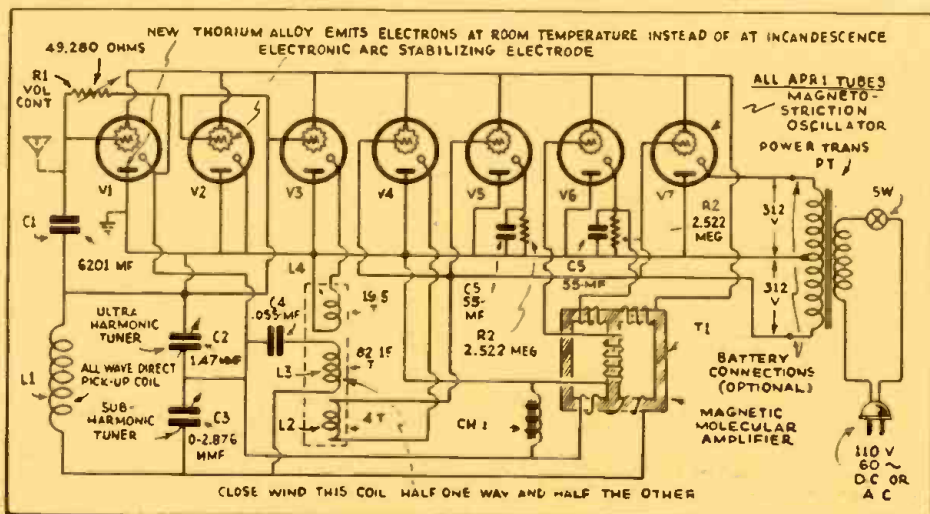 NEW THORIUM ALLOY EMITS ELECTRONS AT ROOM TEMPERATURE INSTEAD OF AT INCANDESCENCE
ELECTRONIC ARC STABILIZING ELECTRODE
49,280 OHMS
R1
VOL
CONT
ALL APR1 TUBES
MAGNETO-
STRICTION
OSCILLATOR
POWER TRANS
PT
SW
V1
V2
V3
V4
V5
V6
V7
C1
6201 MF
R2
2.522
MEG
312
V
312
V
L4
19.5
T
C4
.055-MF
C5
55-
MF
C5
55-MF
R2
2.522 MEG
T1
ULTRA
HARMONIC
TUNER
C2
1.47 MMF
L1
ALL WAVE DIRECT
PICK-UP COIL
L3
82.15
T
SUB-
HARMONIC
TUNER
C3
0-2.876
MMF
L2
4 T
CH 1
BATTERY
CONNECTIONS
(OPTIONAL)
MAGNETIC
MOLECULAR
AMPLIFIER
110 V
60 ~
DC OR
AC
CLOSE WIND THIS COIL HALF ONE WAY AND HALF THE OTHER